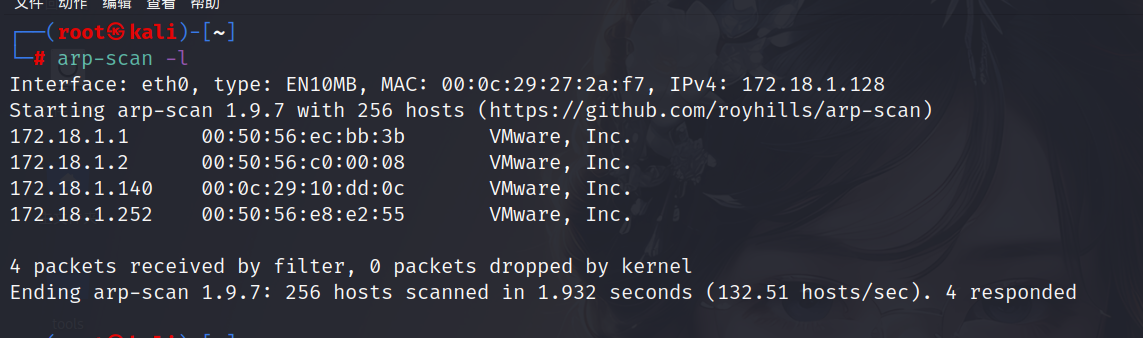 文件 动作 编辑 查看 帮助
┌──(root㉿kali)-[~]
└─# arp-scan -l
Interface: eth0, type: EN10MB, MAC: 00:0c:29:27:2a:f7, IPv4: 172.18.1.128
Starting arp-scan 1.9.7 with 256 hosts (https://github.com/royhills/arp-scan)
172.18.1.1 00:50:56:ec:bb:3b VMware, Inc.
172.18.1.2 00:50:56:c0:00:08 VMware, Inc.
172.18.1.140 00:0c:29:10:dd:0c VMware, Inc.
172.18.1.252 00:50:56:e8:e2:55 VMware, Inc.
4 packets received by filter, 0 packets dropped by kernel
Ending arp-scan 1.9.7: 256 hosts scanned in 1.932 seconds (132.51 hosts/sec). 4 responded
tools
┌──(root㉿kali)-[~]